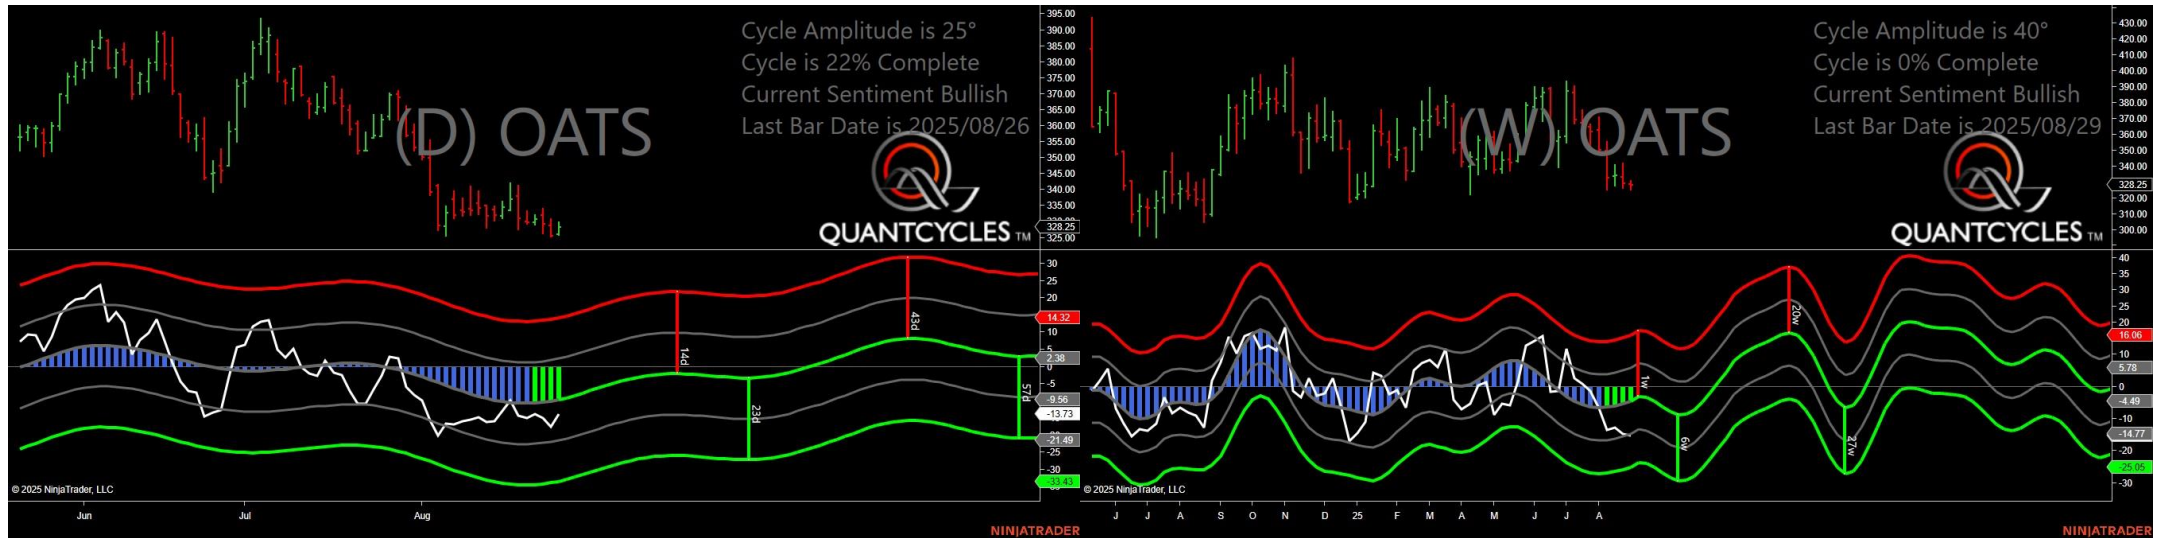 Cycle Amplitude is 25°
Cycle is 22% Complete
Current Sentiment Bullish
Last Bar Date is 2025/08/26
(D) OATS
QUANTCYCLES TM
395.00
390.00
385.00
380.00
375.00
370.00
365.00
360.00
355.00
350.00
345.00
340.00
335.00
328.25
325.00
30
25
20
14.32
10
5
2.38
0
-5
-9.56
-13.73
-21.49
-25
-30
-33.43
14d
23d
43d
57d
© 2025 NinjaTrader, LLC
Jun
Jul
Aug
NINJATRADER
Cycle Amplitude is 40°
Cycle is 0% Complete
Current Sentiment Bullish
Last Bar Date is 2025/08/29
(W) OATS
QUANTCYCLES TM
430.00
420.00
410.00
400.00
390.00
380.00
370.00
360.00
350.00
340.00
328.25
320.00
310.00
300.00
40
35
30
25
20
16.06
10
5.78
0
-4.49
-10
-14.77
-20
-25.05
-30
1w
6w
20w
27w
© 2025 NinjaTrader, LLC
J
J
A
S
O
N
D
25
F
M
A
M
J
J
A
NINJATRADER